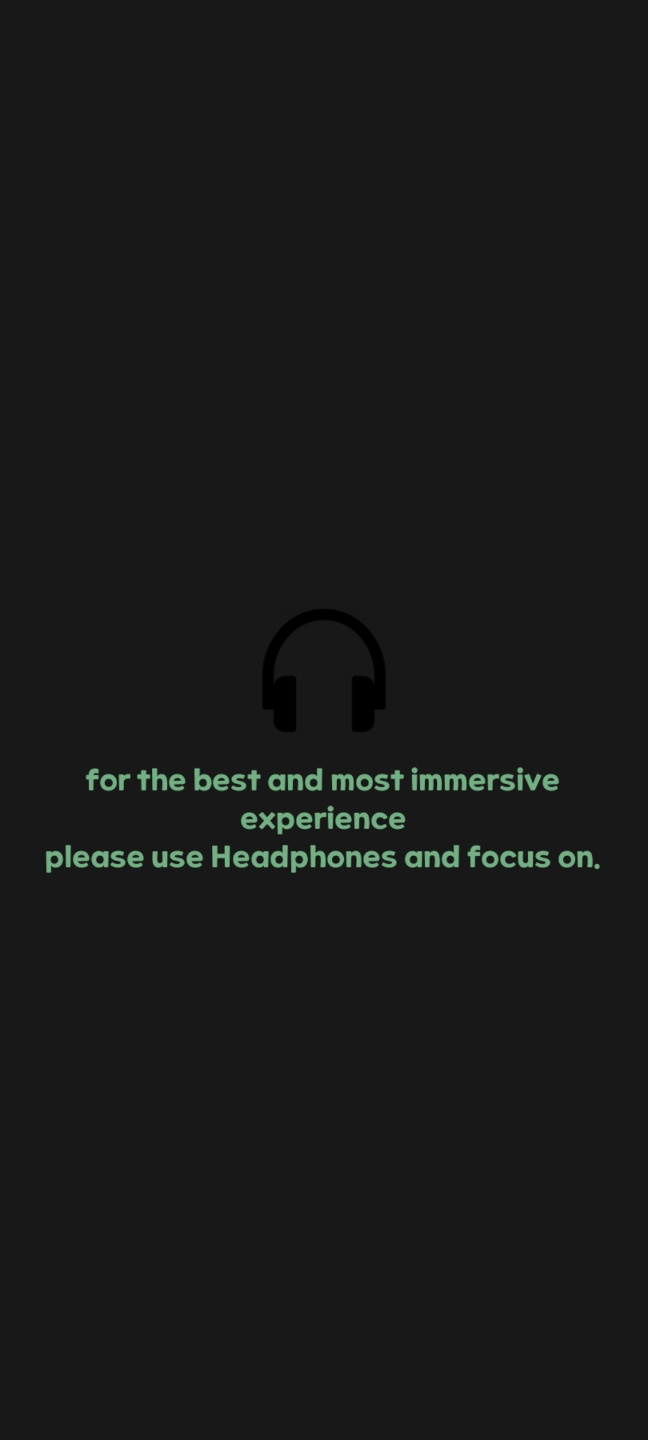 for the best and most immersive
experience
please use Headphones and focus on.